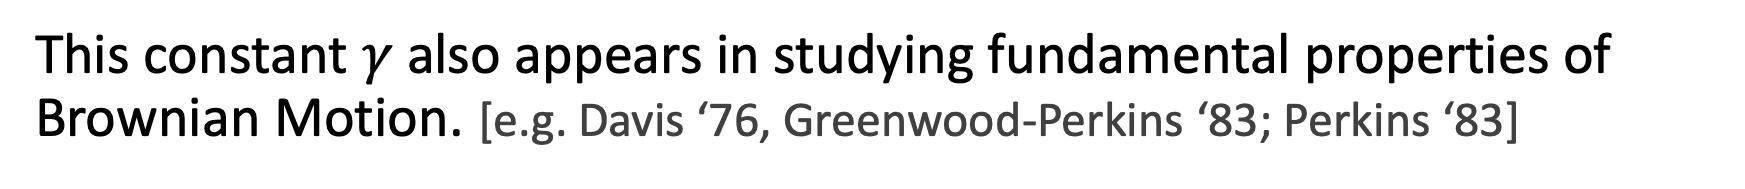 This constant γ also appears in studying fundamental properties of
Brownian Motion. [e.g. Davis ‘76, Greenwood-Perkins ‘83; Perkins ‘83]